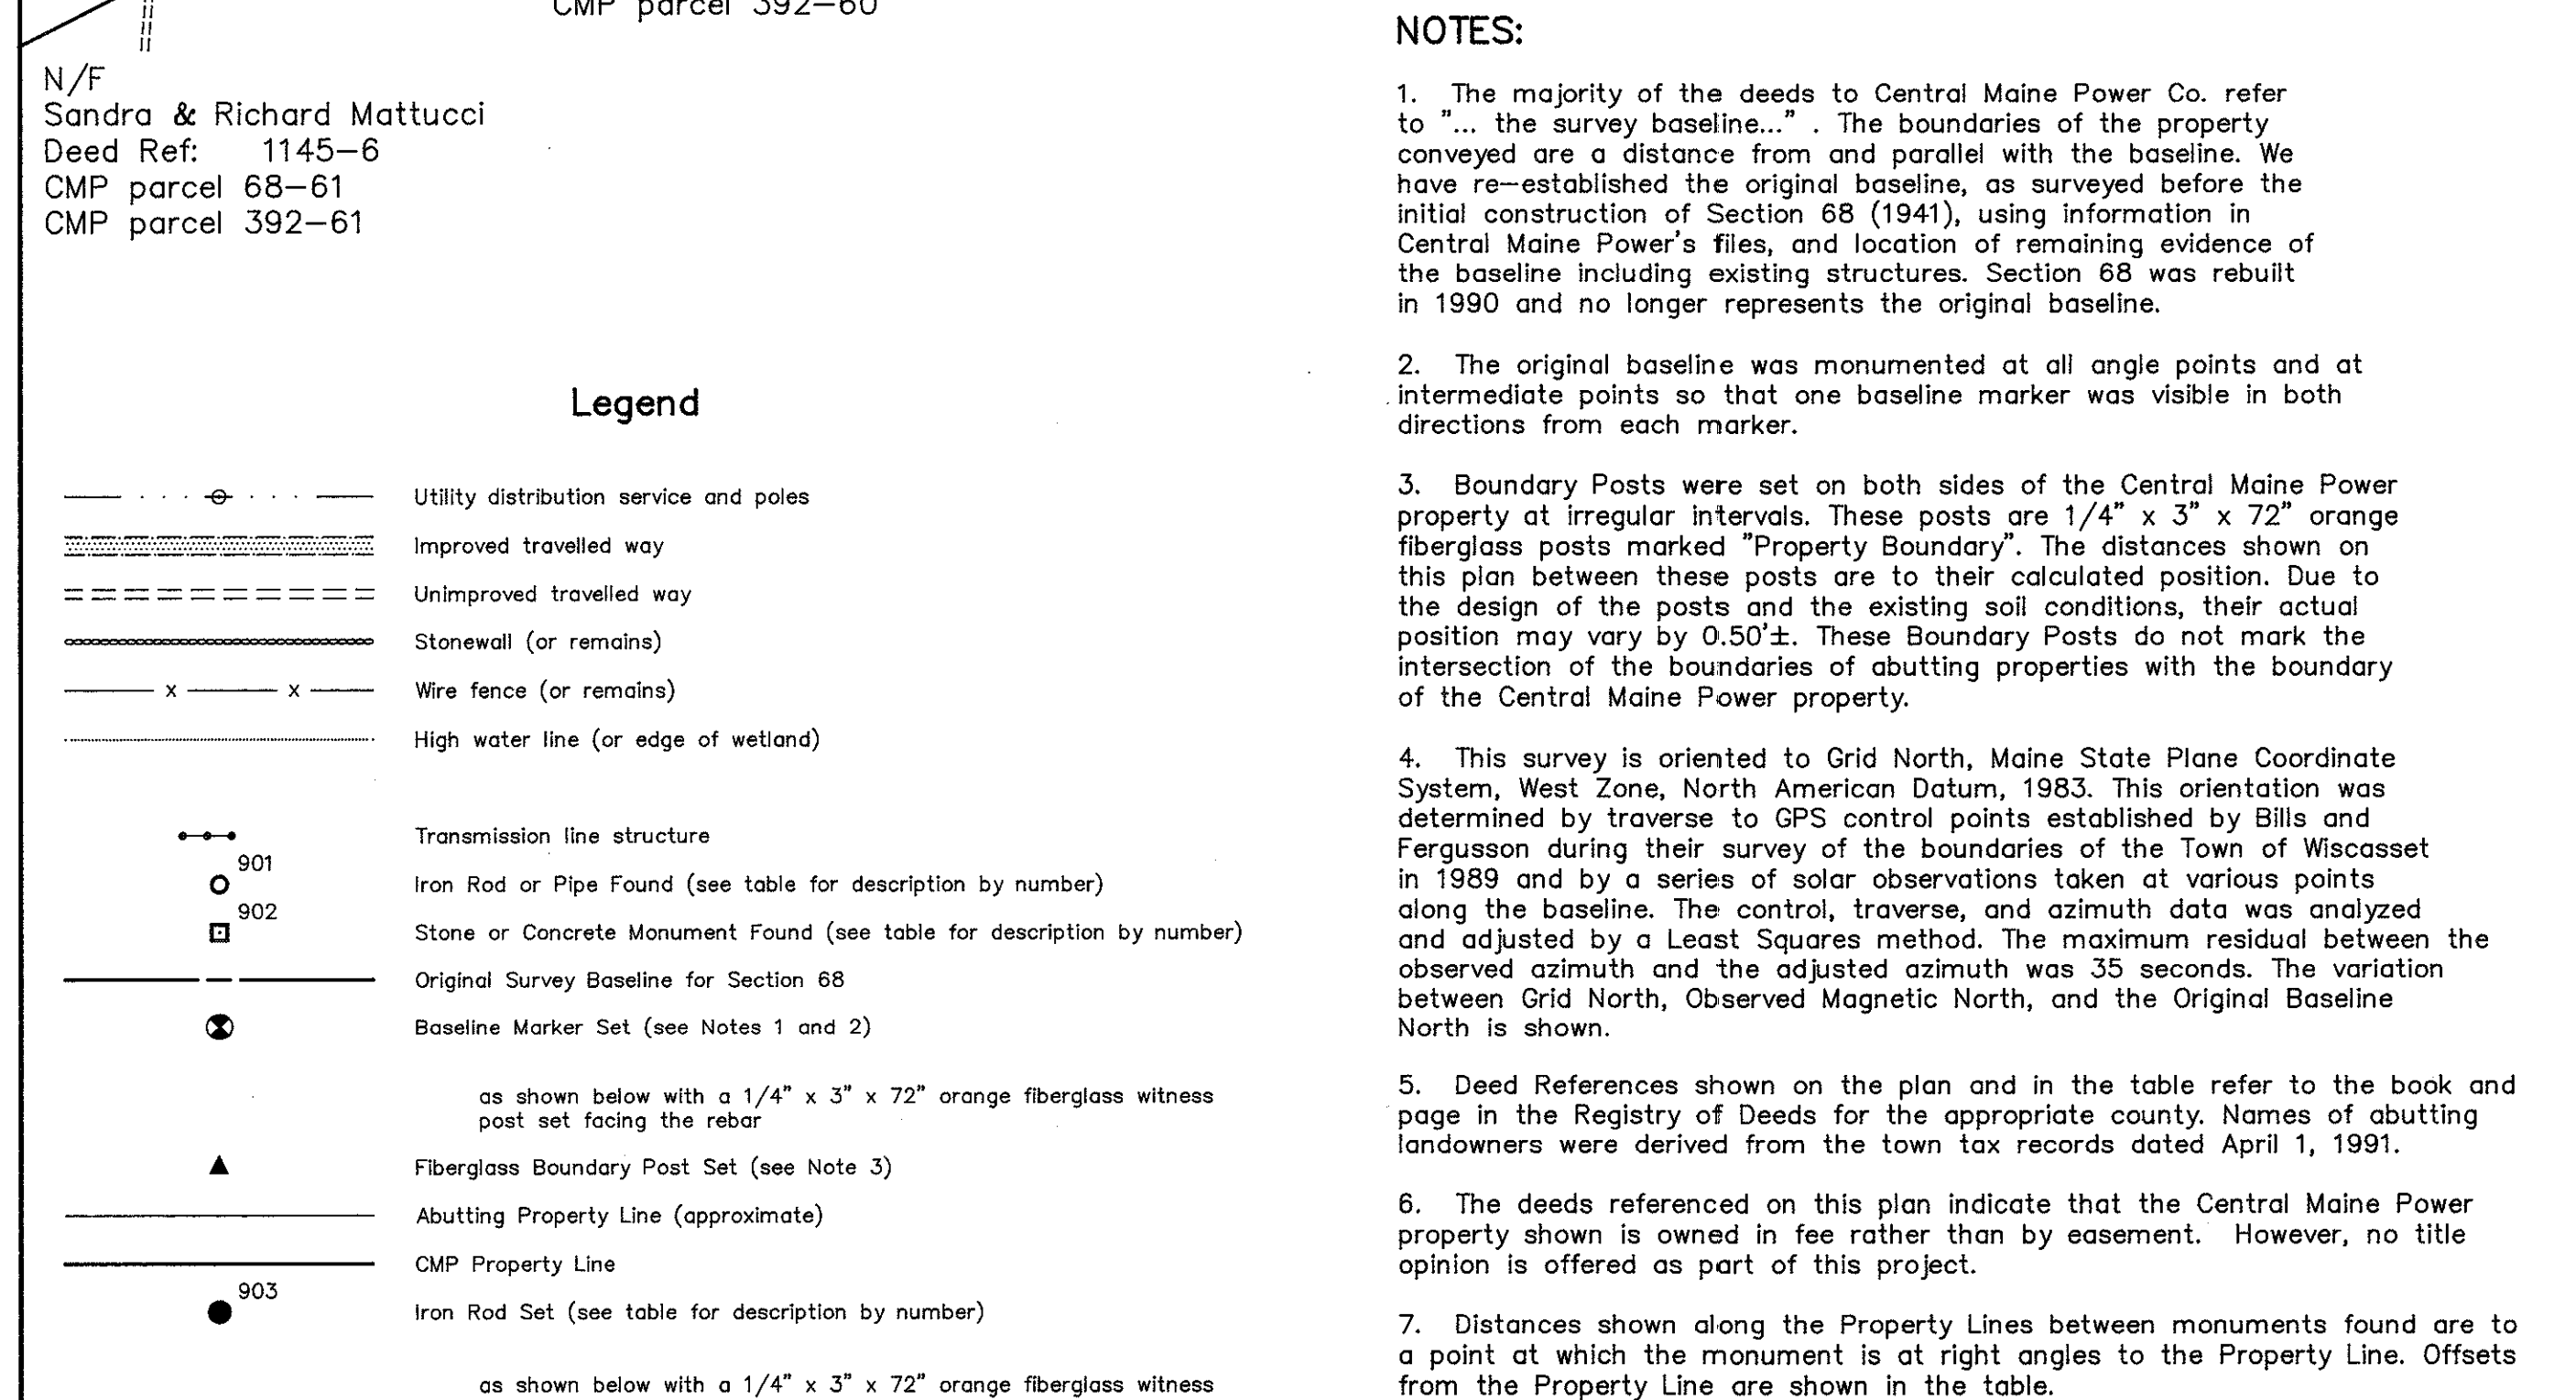 CMP parcel 392-60
N/F
Sandra & Richard Mattucci
Deed Ref: 1145-6
CMP parcel 68-61
CMP parcel 392-61
Legend
Utility distribution service and poles
Improved travelled way
Unimproved travelled way
Stonewall (or remains)
x x Wire fence (or remains)
High water line (or edge of wetland)
Transmission line structure
901
Iron Rod or Pipe Found (see table for description by number)
902
Stone or Concrete Monument Found (see table for description by number)
Original Survey Baseline for Section 68
Baseline Marker Set (see Notes 1 and 2)
as shown below with a 1/4" x 3" x 72" orange fiberglass witness
post set facing the rebar
Fiberglass Boundary Post Set (see Note 3)
Abutting Property Line (approximate)
CMP Property Line
903
Iron Rod Set (see table for description by number)
as shown below with a 1/4" x 3" x 72" orange fiberglass witness
NOTES:
1. The majority of the deeds to Central Maine Power Co. refer
to "... the survey baseline..." . The boundaries of the property
conveyed are a distance from and parallel with the baseline. We
have re-established the original baseline, as surveyed before the
initial construction of Section 68 (1941), using information in
Central Maine Power's files, and location of remaining evidence of
the baseline including existing structures. Section 68 was rebuilt
in 1990 and no longer represents the original baseline.
2. The original baseline was monumented at all angle points and at
intermediate points so that one baseline marker was visible in both
directions from each marker.
3. Boundary Posts were set on both sides of the Central Maine Power
property at irregular intervals. These posts are 1/4" x 3" x 72" orange
fiberglass posts marked "Property Boundary". The distances shown on
this plan between these posts are to their calculated position. Due to
the design of the posts and the existing soil conditions, their actual
position may vary by 0.50'±. These Boundary Posts do not mark the
intersection of the boundaries of abutting properties with the boundary
of the Central Maine Power property.
4. This survey is oriented to Grid North, Maine State Plane Coordinate
System, West Zone, North American Datum, 1983. This orientation was
determined by traverse to GPS control points established by Bills and
Fergusson during their survey of the boundaries of the Town of Wiscasset
in 1989 and by a series of solar observations taken at various points
along the baseline. The control, traverse, and azimuth data was analyzed
and adjusted by a Least Squares method. The maximum residual between the
observed azimuth and the adjusted azimuth was 35 seconds. The variation
between Grid North, Observed Magnetic North, and the Original Baseline
North is shown.
5. Deed References shown on the plan and in the table refer to the book and
page in the Registry of Deeds for the appropriate county. Names of abutting
landowners were derived from the town tax records dated April 1, 1991.
6. The deeds referenced on this plan indicate that the Central Maine Power
property shown is owned in fee rather than by easement. However, no title
opinion is offered as part of this project.
7. Distances shown along the Property Lines between monuments found are to
a point at which the monument is at right angles to the Property Line. Offsets
from the Property Line are shown in the table.